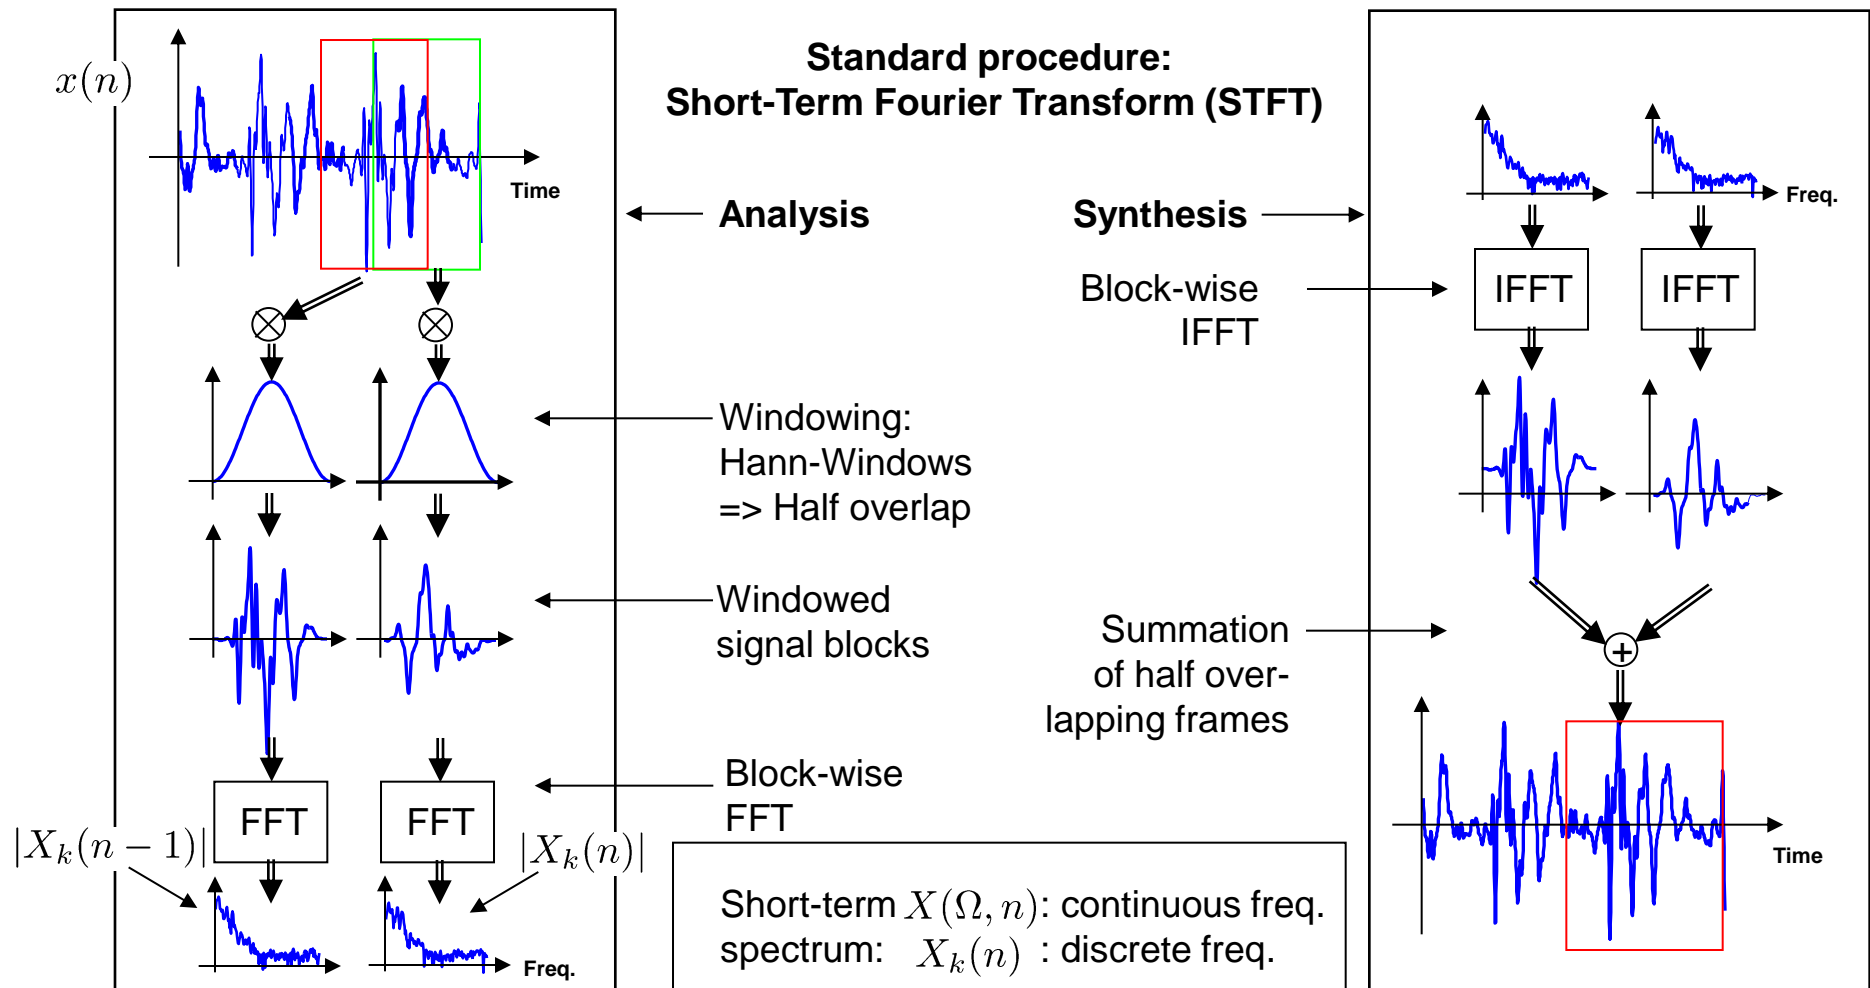 Standard procedure:
Short-Term Fourier Transform (STFT)
x(n)
Time
Analysis
Windowing:
Hann-Windows
=> Half overlap
Windowed
signal blocks
FFT
FFT
Block-wise
FFT
|X_k(n − 1)|
|X_k(n)|
Freq.
Short-term X(Ω, n): continuous freq.
spectrum: X_k(n) : discrete freq.
Synthesis
Freq.
Block-wise
IFFT
IFFT
IFFT
Summation
of half over-
lapping frames
+
Time